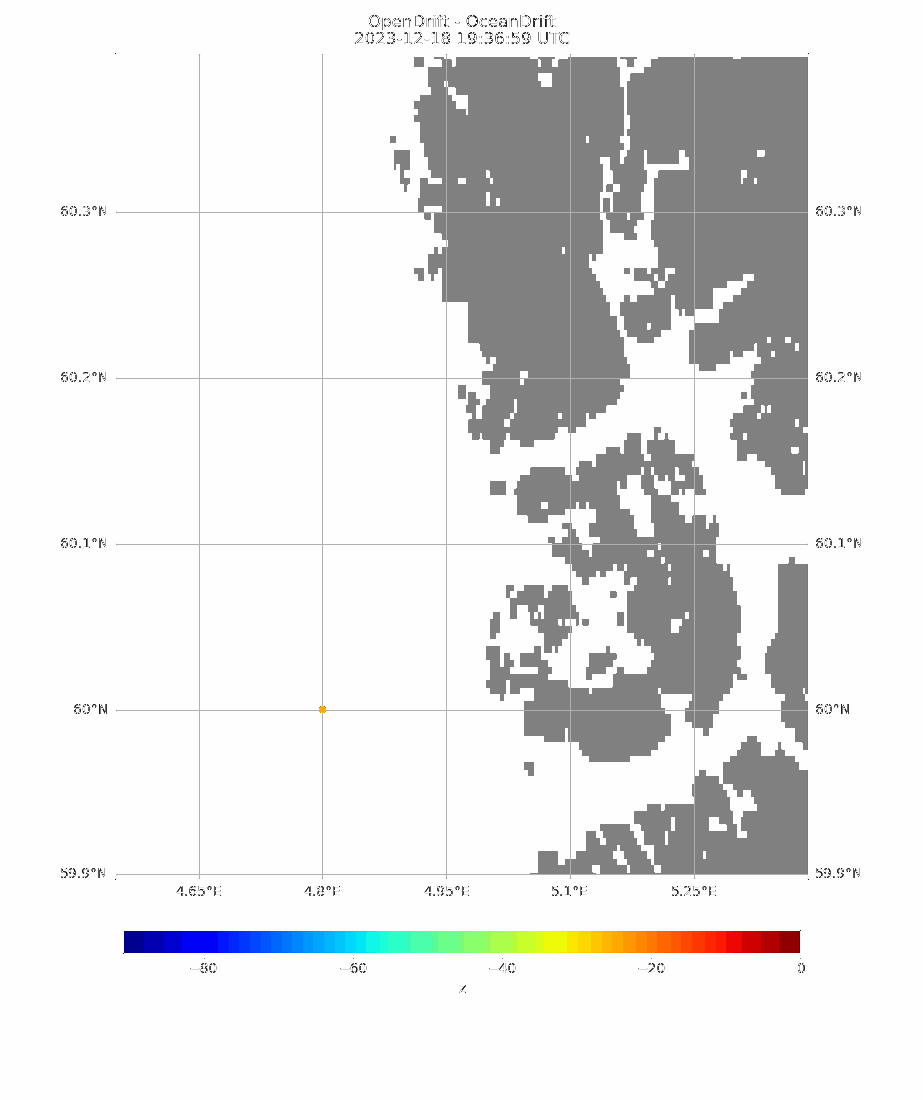 OpenDrift - OceanDrift
2023-12-18 19:36:59 UTC
60.3°N 60.3°N
60.2°N 60.2°N
60.1°N 60.1°N
60°N 60°N
59.9°N 59.9°N
4.65°E 4.8°E 4.95°E 5.1°E 5.25°E
−80 −60 −40 −20 0
z